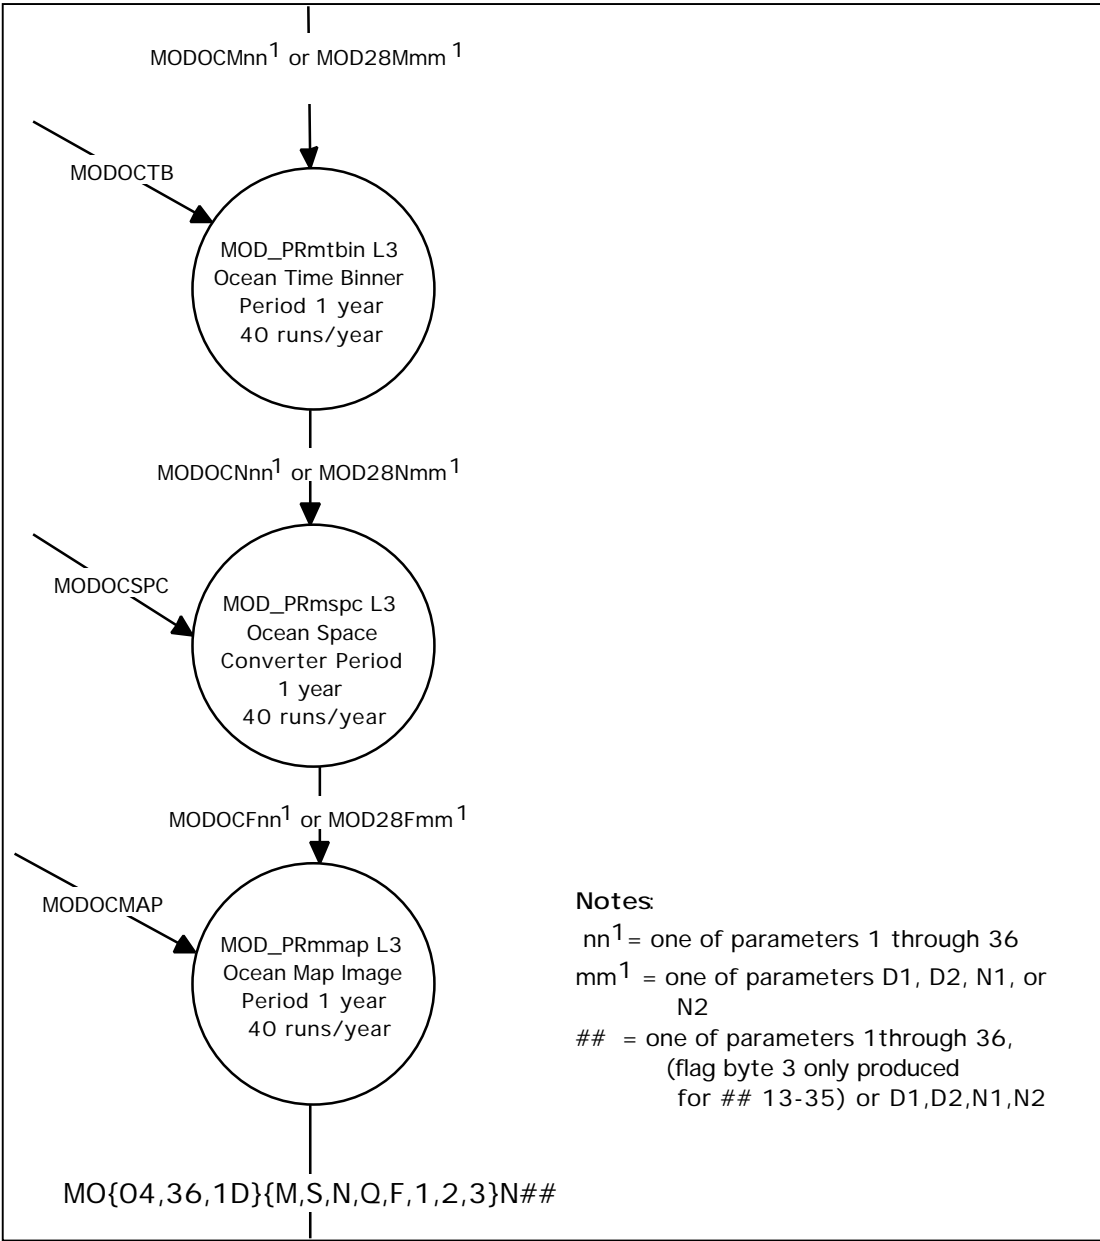 MODOCMnn1 or MOD28Mmm 1
MODOCTB
MOD_PRmtbin L3
Ocean Time Binner
Period 1 year
40 runs/year
MODOCNnn1 or MOD28Nmm1
MODOCSPC
MOD_PRmspc L3
Ocean Space
Converter Period
1 year
40 runs/year
MODOCFnn1 or MOD28Fmm1
MODOCMAP
MOD_PRmmap L3
Ocean Map Image
Period 1 year
40 runs/year
MO{04,36,1D}{M,S,N,Q,F,1,2,3}N##
Notes:
nn1= one of parameters 1 through 36
mm1 = one of parameters D1, D2, N1, or
N2
## = one of parameters 1through 36,
(flag byte 3 only produced
for ## 13-35) or D1,D2,N1,N2